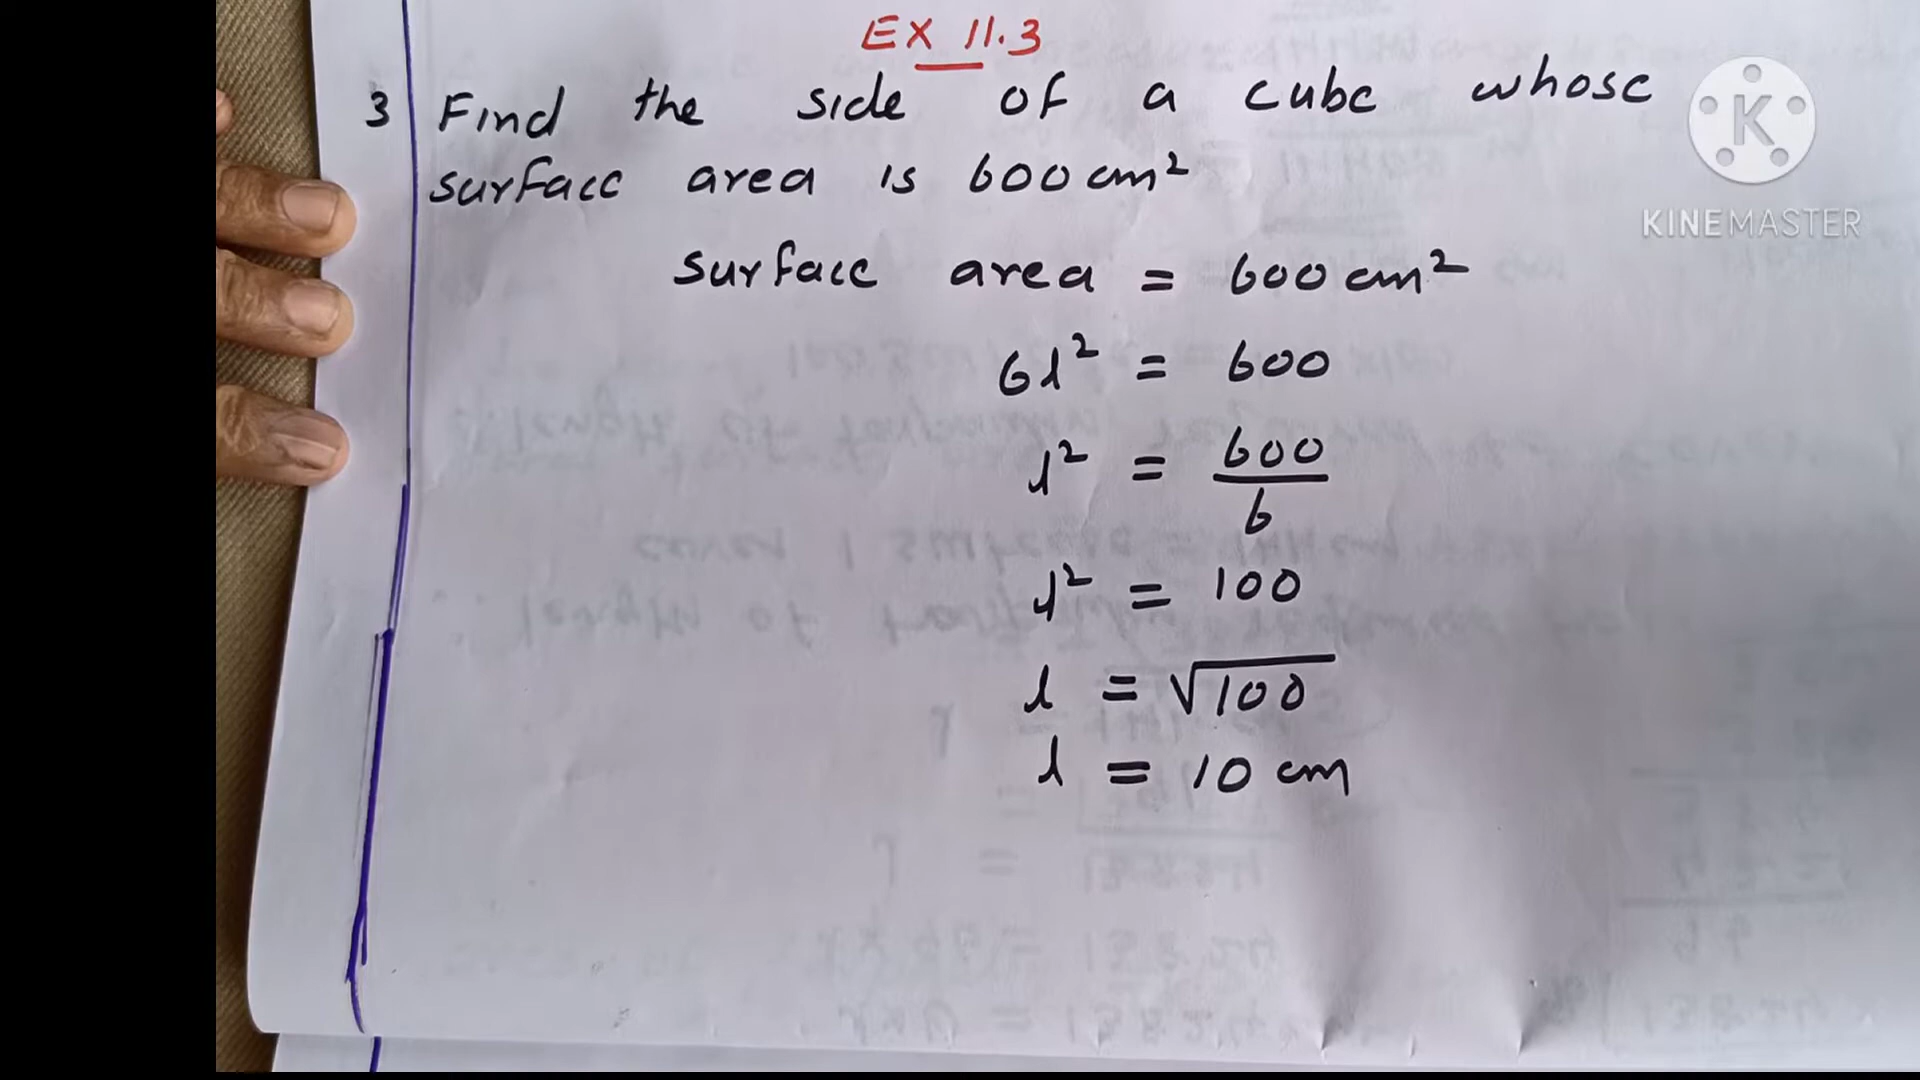 EX 11.3
3 Find the side of a cube whose
surface area is 600 cm²
surface area = 600 cm²
6l² = 600
l² = 600/6
l² = 100
l = √100
l = 10 cm
K
KINEMASTER